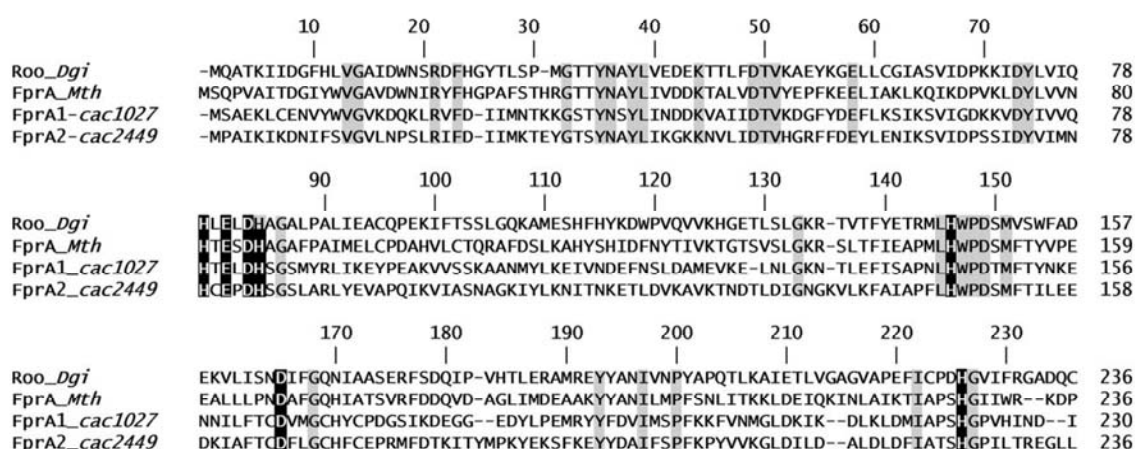 10 20 30 40 50 60 70
Roo_Dgi -MQATKIIDGFHLVGAIDWNSRDFHGYTLSP-MGTTYNAYLVEDEKTTLFDTVKAEYKGELLCGIASVIDPKKIDYLVIQ 78
FprA_Mth MSQPVAITDGIYWVGAVDWNIRYFHGPAFSTHRGTTYNAYLIVDDKTALVDTVYEPFKEELIAKLKQIKDPVKLDYLVVN 80
FprA1-cac1027 -MSAEKLCENVYWVGVKDQKLRVFD-IIMNTKKGSTYNSYLINDDKVAIIDTVKDGFYDEFLKSIKSVIGDKKVDYIVVQ 78
FprA2-cac2449 -MPAIKIKDNIFSVGVLNPSLRIFD-IIMKTEYGTSYNAYLIKGKKNVLIDTVHGRFFDEYLENIKSVIDPSSIDYVIMN 78
90 100 110 120 130 140 150
Roo_Dgi HLELDHAGALPALIEACQPEKIFTSSLGQKAMESHFHYKDWPVQVVKHGETLSLGKR-TVTFYETRMLHWPDSMVSWFAD 157
FprA_Mth HTESDHAGAFPAIMELCPDAHVLCTQRAFDSLKAHYSHIDFNYTIVKTGTSVSLGKR-SLTFIEAPMLHWPDSMFTYVPE 159
FprA1_cac1027 HTELDHSGSMYRLIKEYPEAKVVSSKAANMYLKEIVNDEFNSLDAMEVKE-LNLGKN-TLEFISAPNLHWPDTMFTYNKE 156
FprA2_cac2449 HCEPDHSGSLARLYEVAPQIKVIASNAGKIYLKNITNKETLDVKAVKTNDTLDIGNGKVLKFAIAPFLHWPDSMFTILEE 158
170 180 190 200 210 220 230
Roo_Dgi EKVLISNDIFGQNIAASERFSDQIP-VHTLERAMREYYANIVNPYAPQTLKAIETLVGAGVAPEFICPDHGVIFRGADQC 236
FprA_Mth EALLLPNDAFGQHIATSVRFDDQVD-AGLIMDEAAKYYANILMPFSNLITKKLDEIQKINLAIKTIAPSHGIIWR--KDP 236
FprA1_cac1027 NNILFTCDVMGCHYCPDGSIKDEGG--EDYLPEMRYYFDVIMSPFKKFVNMGLDKIK--DLKLDMIAPSHGPVHIND-I 230
FprA2_cac2449 DKIAFTCDFLGCHFCEPRMFDTKITYMPKYEKSFKEYYDAIFSPFKPYVVKGLDILD--ALDLDFIATSHGPILTREGLL 236